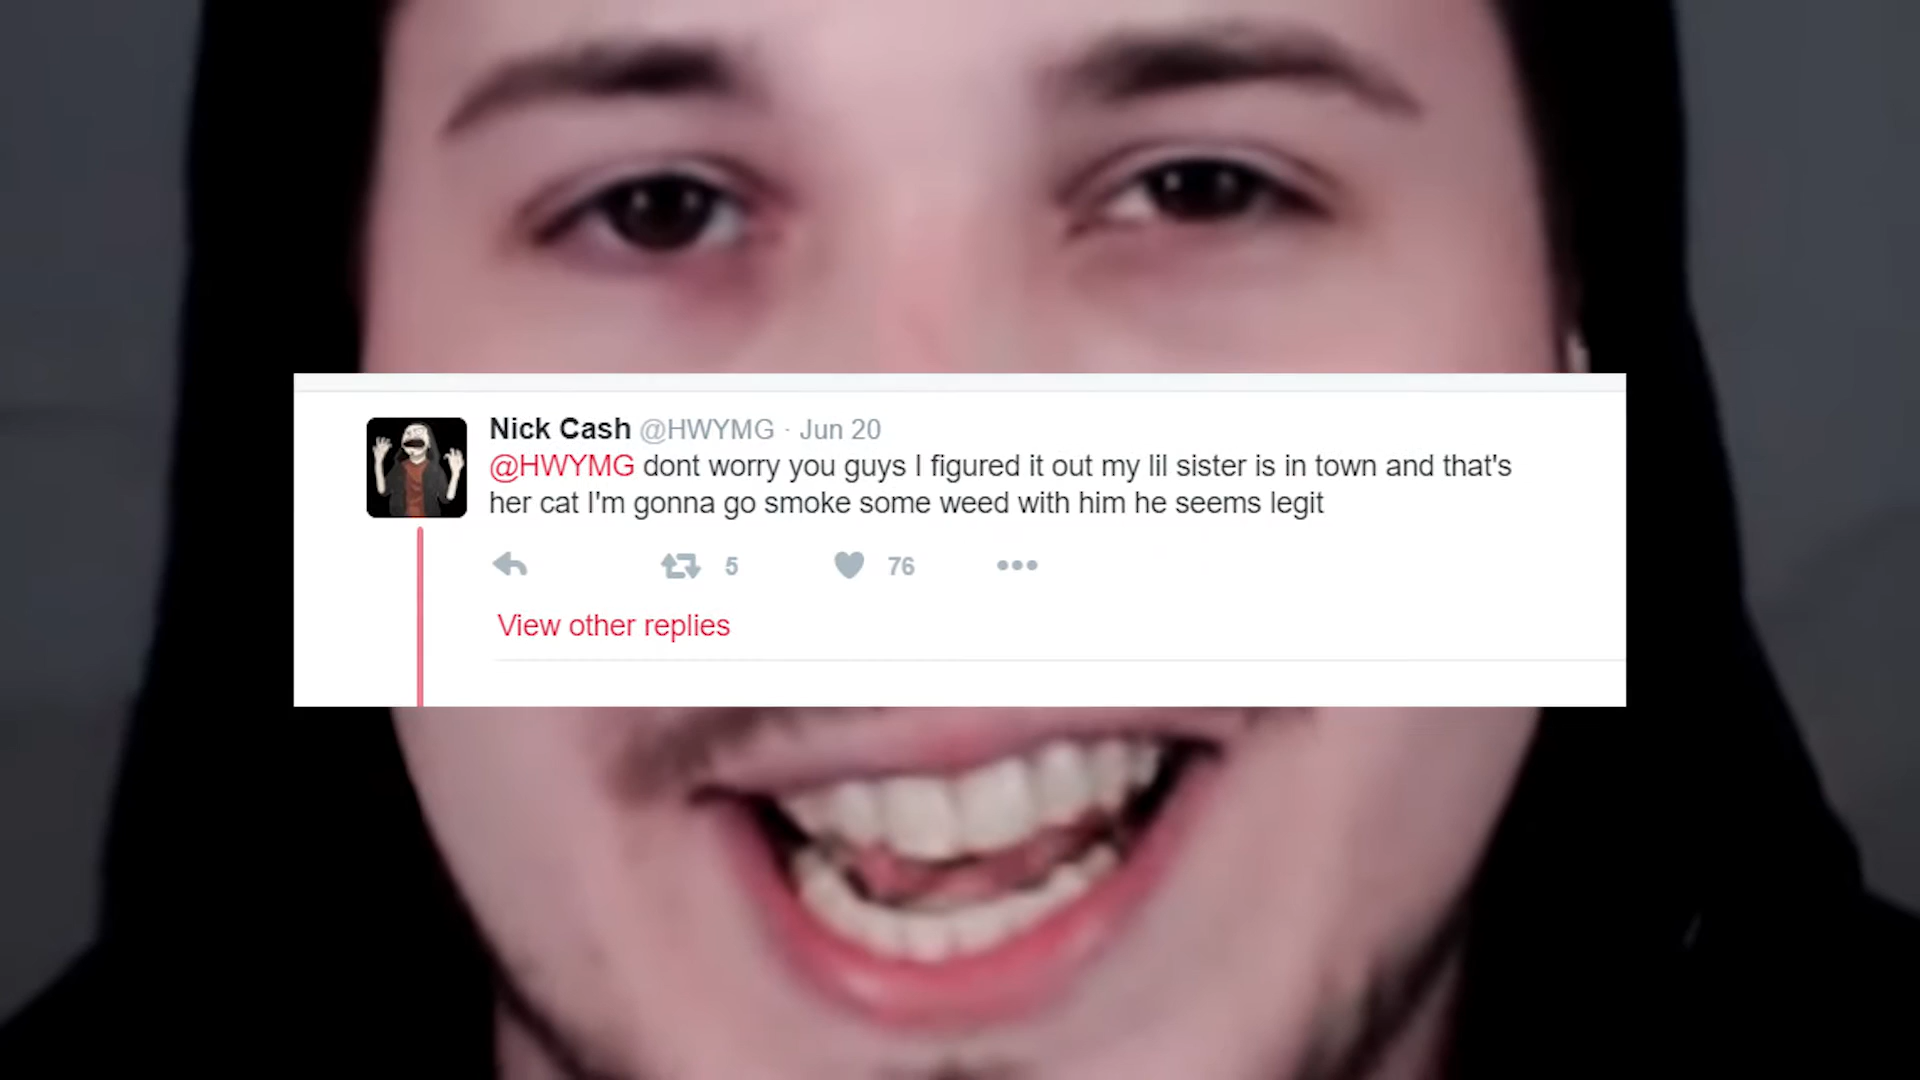 Nick Cash @HWYMG · Jun 20
@HWYMG dont worry you guys I figured it out my lil sister is in town and that's
her cat I'm gonna go smoke some weed with him he seems legit
5 76
View other replies